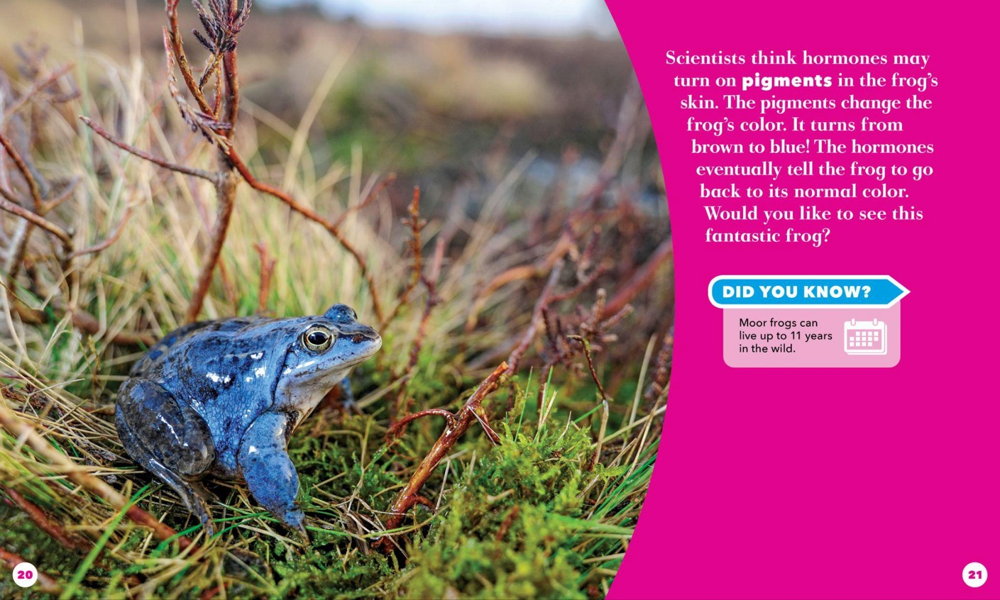 Scientists think hormones may
turn on pigments in the frog's
skin. The pigments change the
frog's color. It turns from
brown to blue! The hormones
eventually tell the frog to go
back to its normal color.
Would you like to see this
fantastic frog?
DID YOU KNOW?
Moor frogs can
live up to 11 years
in the wild.
20
21